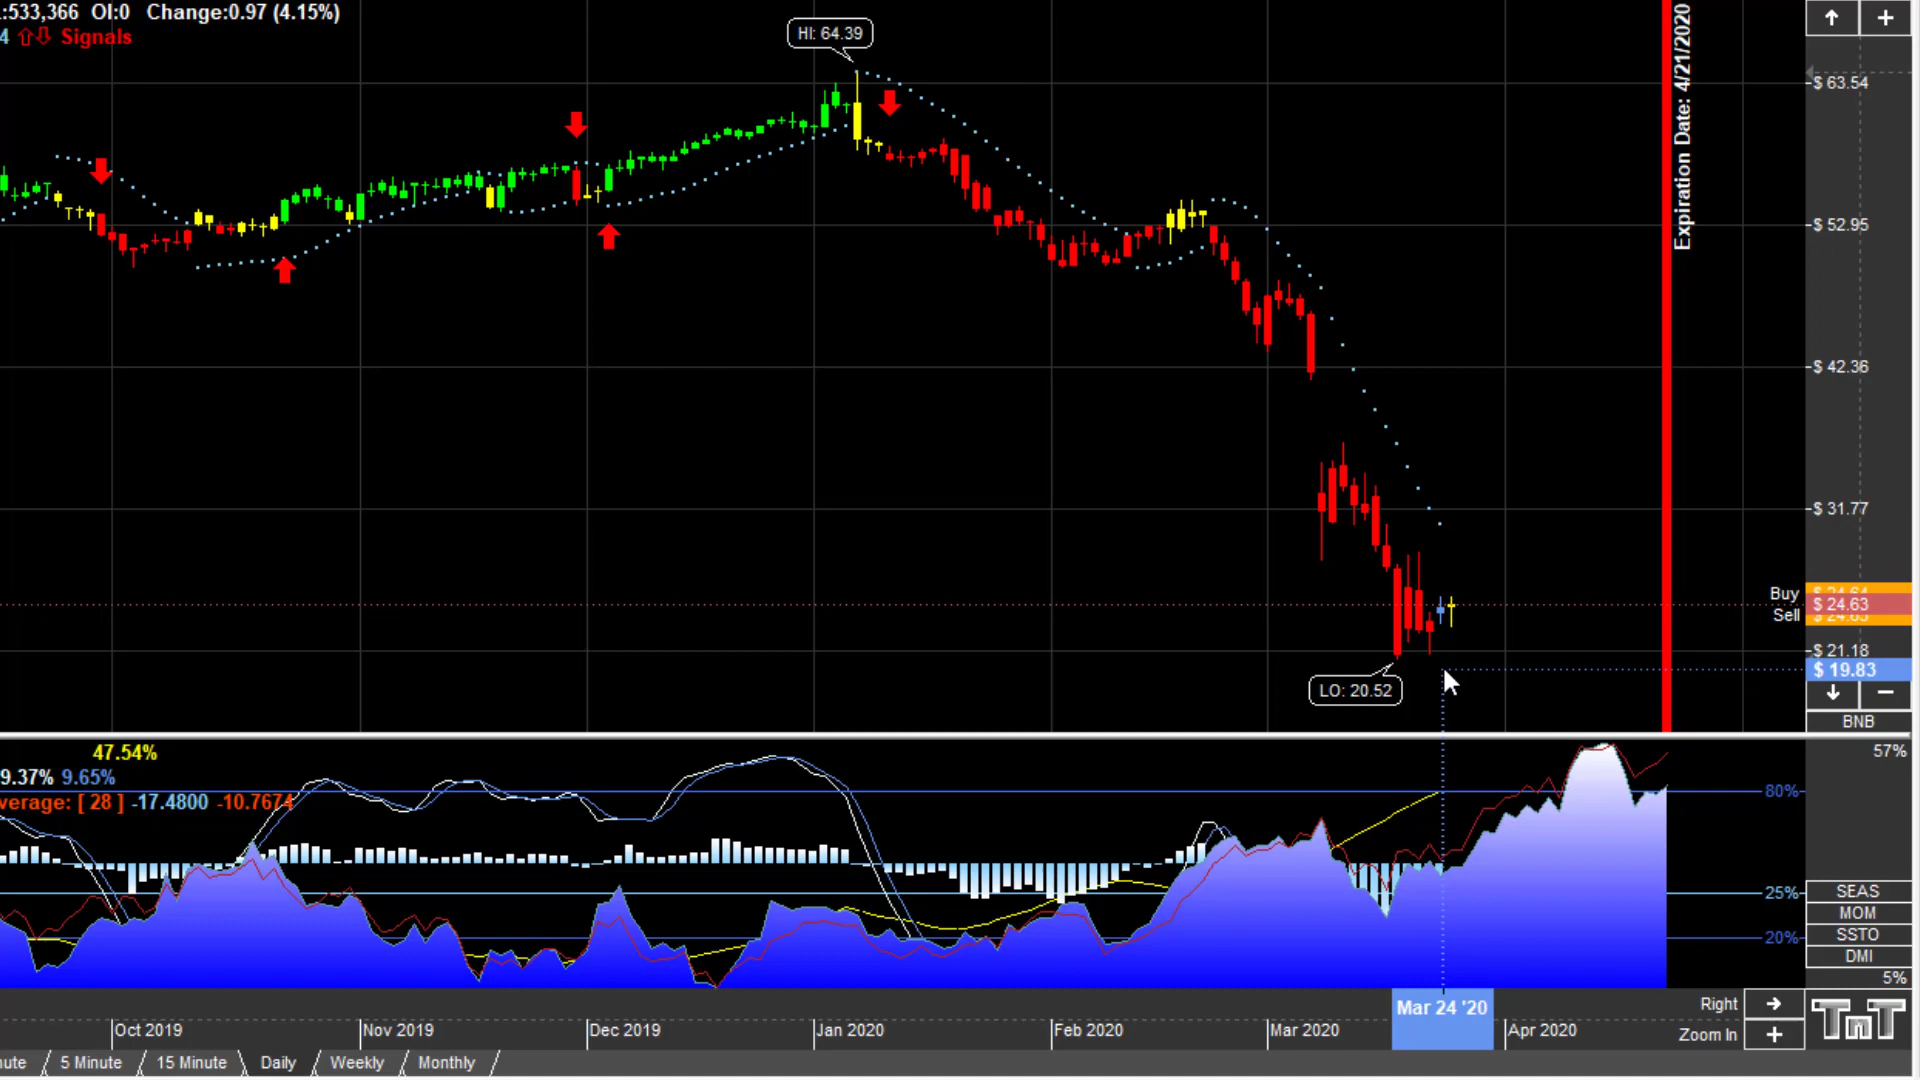 :533,366 OI:0 Change:0.97 (4.15%)
4 Signals
HI: 64.39
Expiration Date: 4/21/2020
$ 63.54
$ 52.95
$ 42.36
$ 31.77
Buy
$ 24.63
Sell
$ 21.18
$ 19.83
LO: 20.52
BNB
47.54%
9.37% 9.65%
verage: [ 28 ] -17.4800 -10.7674
57%
80%
25%
20%
SEAS
MOM
SSTO
DMI
5%
Mar 24 '20
Right
Oct 2019
Nov 2019
Dec 2019
Jan 2020
Feb 2020
Mar 2020
Apr 2020
Zoom In
TnT
nute
5 Minute
15 Minute
Daily
Weekly
Monthly